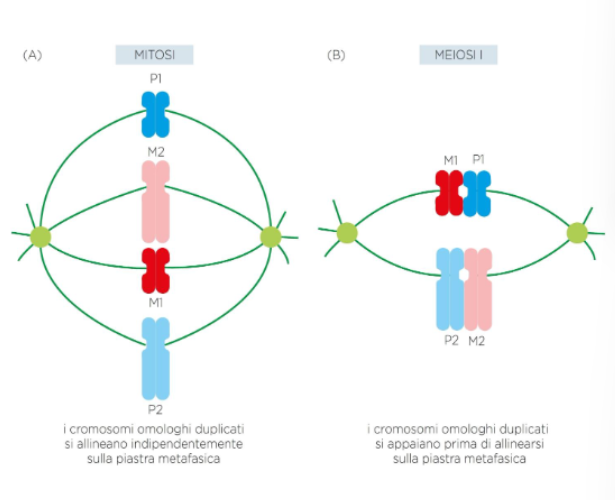 (A)
MITOSI
P1
M2
M1
P2
i cromosomi omologhi duplicati
si allineano indipendentemente
sulla piastra metafasica
(B)
MEIOSI I
M1 P1
P2 M2
i cromosomi omologhi duplicati
si appaiano prima di allinearsi
sulla piastra metafasica